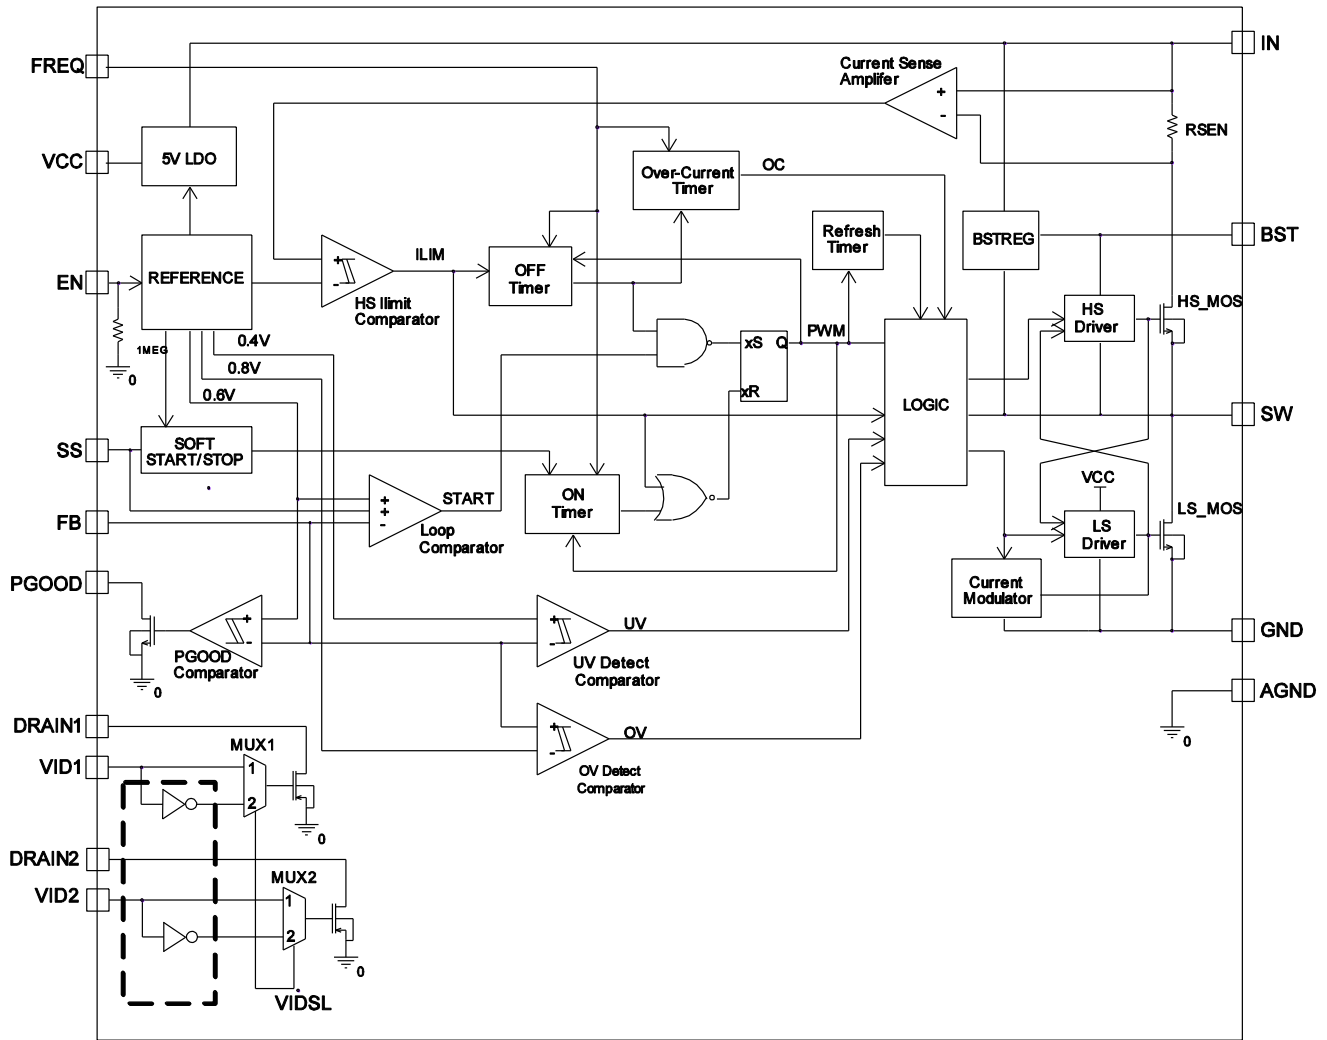 FREQ
IN
Current Sense
Amplifer
+
-
RSEN
VCC
5V LDO
Over-Current
Timer
OC
Refresh
Timer
BSTREG
BST
EN
REFERENCE
+
-
HS Ilimit
Comparator
ILIM
OFF
Timer
HS
Driver
HS_MOS
1MEG
0
0.4V
0.8V
0.6V
xS
Q
xR
PWM
LOGIC
SW
SS
SOFT
START/STOP
+
+
-
START
Loop
Comparator
ON
Timer
VCC
LS
Driver
LS_MOS
FB
Current
Modulator
PGOOD
+
-
PGOOD
Comparator
0
+
-
UV
UV Detect
Comparator
GND
AGND
0
+
-
OV
OV Detect
Comparator
DRAIN1
MUX1
VID1
1
2
0
DRAIN2
MUX2
VID2
1
2
0
VIDSL